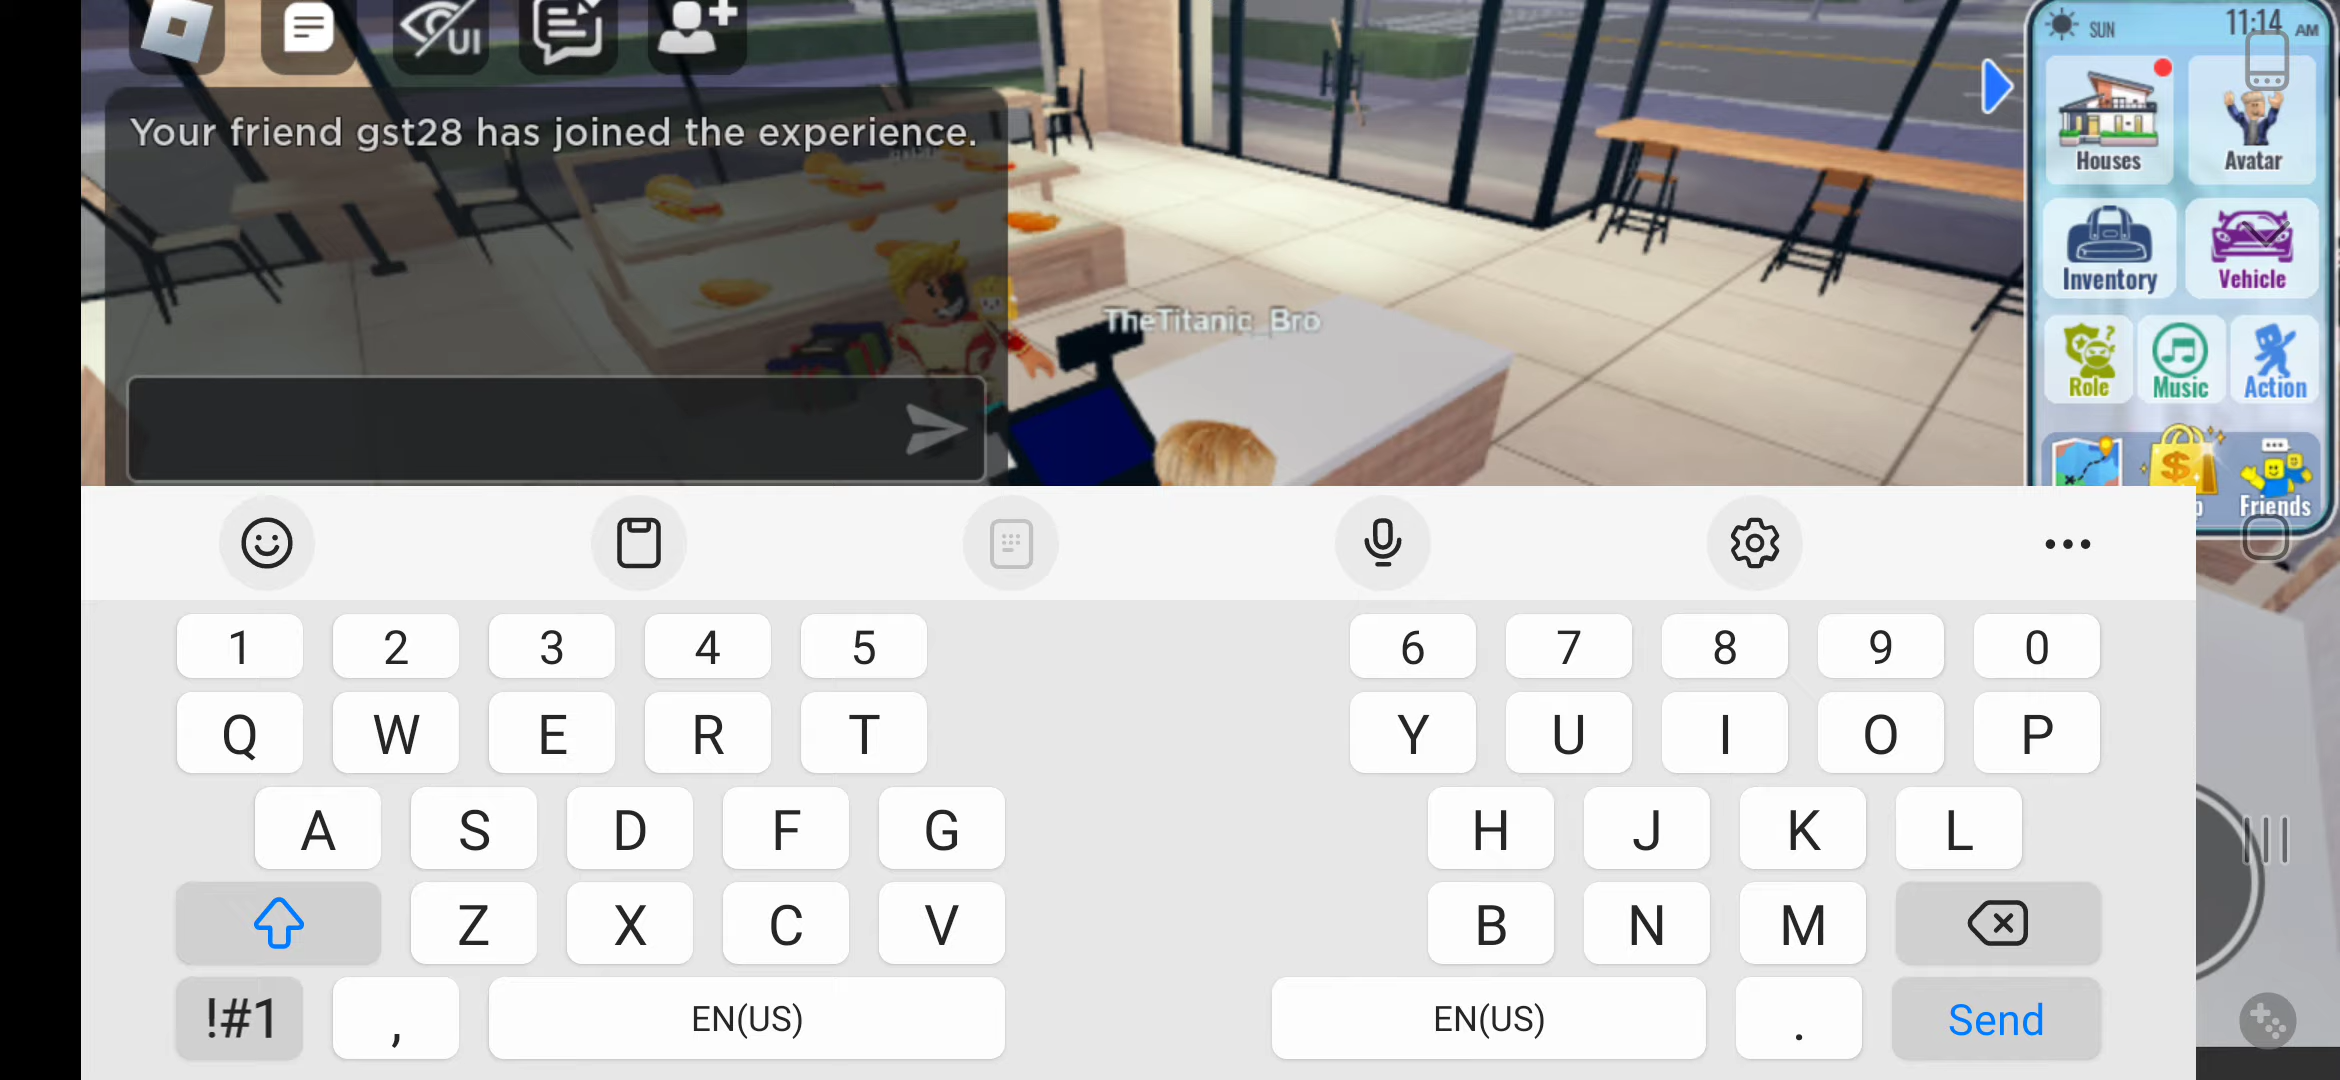 UI
SUN
11:14 AM
Your friend gst28 has joined the experience.
Houses
Avatar
Inventory
Vehicle
TheTitanic_Bro
Role
Music
Action
Friends
1 2 3 4 5 6 7 8 9 0
Q W E R T Y U I O P
A S D F G H J K L
Z X C V B N M
!#1 , EN(US) EN(US) . Send